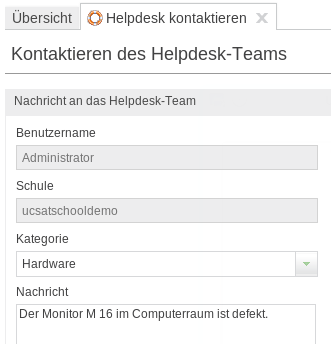 Übersicht Helpdesk kontaktieren
Kontaktieren des Helpdesk-Teams
Nachricht an das Helpdesk-Team
Benutzername
Administrator
Schule
ucsatschooldemo
Kategorie
Hardware
Nachricht
Der Monitor M 16 im Computerraum ist defekt.